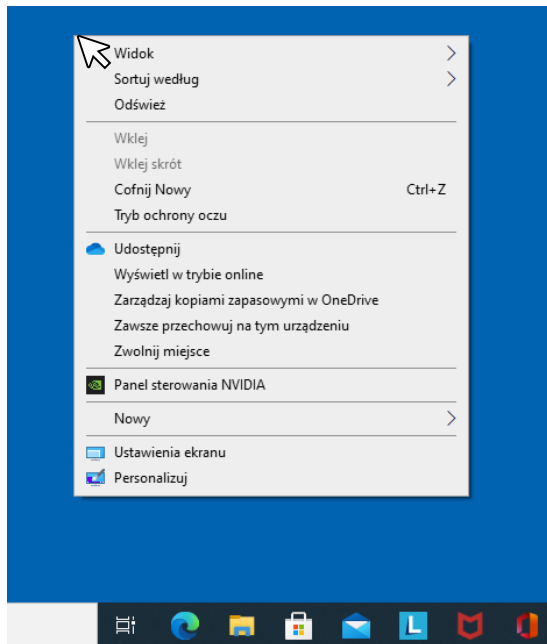 Widok
Sortuj według
Odśwież
Wklej
Wklej skrót
Cofnij Nowy Ctrl+Z
Tryb ochrony oczu
Udostępnij
Wyświetl w trybie online
Zarządzaj kopiami zapasowymi w OneDrive
Zawsze przechowuj na tym urządzeniu
Zwolnij miejsce
Panel sterowania NVIDIA
Nowy
Ustawienia ekranu
Personalizuj
L